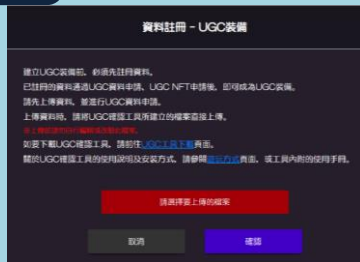 資料註冊 - UGC裝備
建立UGC裝備前，必須先註冊資料。
已註冊的資料通過UGC資料申請、UGC NFT申請後，即可成為UGC裝備。
請先上傳資料，並進行UGC資料申請。
上傳資料時，請將UGC確認工具所建立的檔案直接上傳。
如要下載UGC確認工具，請前往UGC工具下載頁面。
關於UGC確認工具的使用說明及安裝方式，請參閱遊玩方式頁面，或工具內附的使用手冊。
請選擇要上傳的檔案
取消
確認